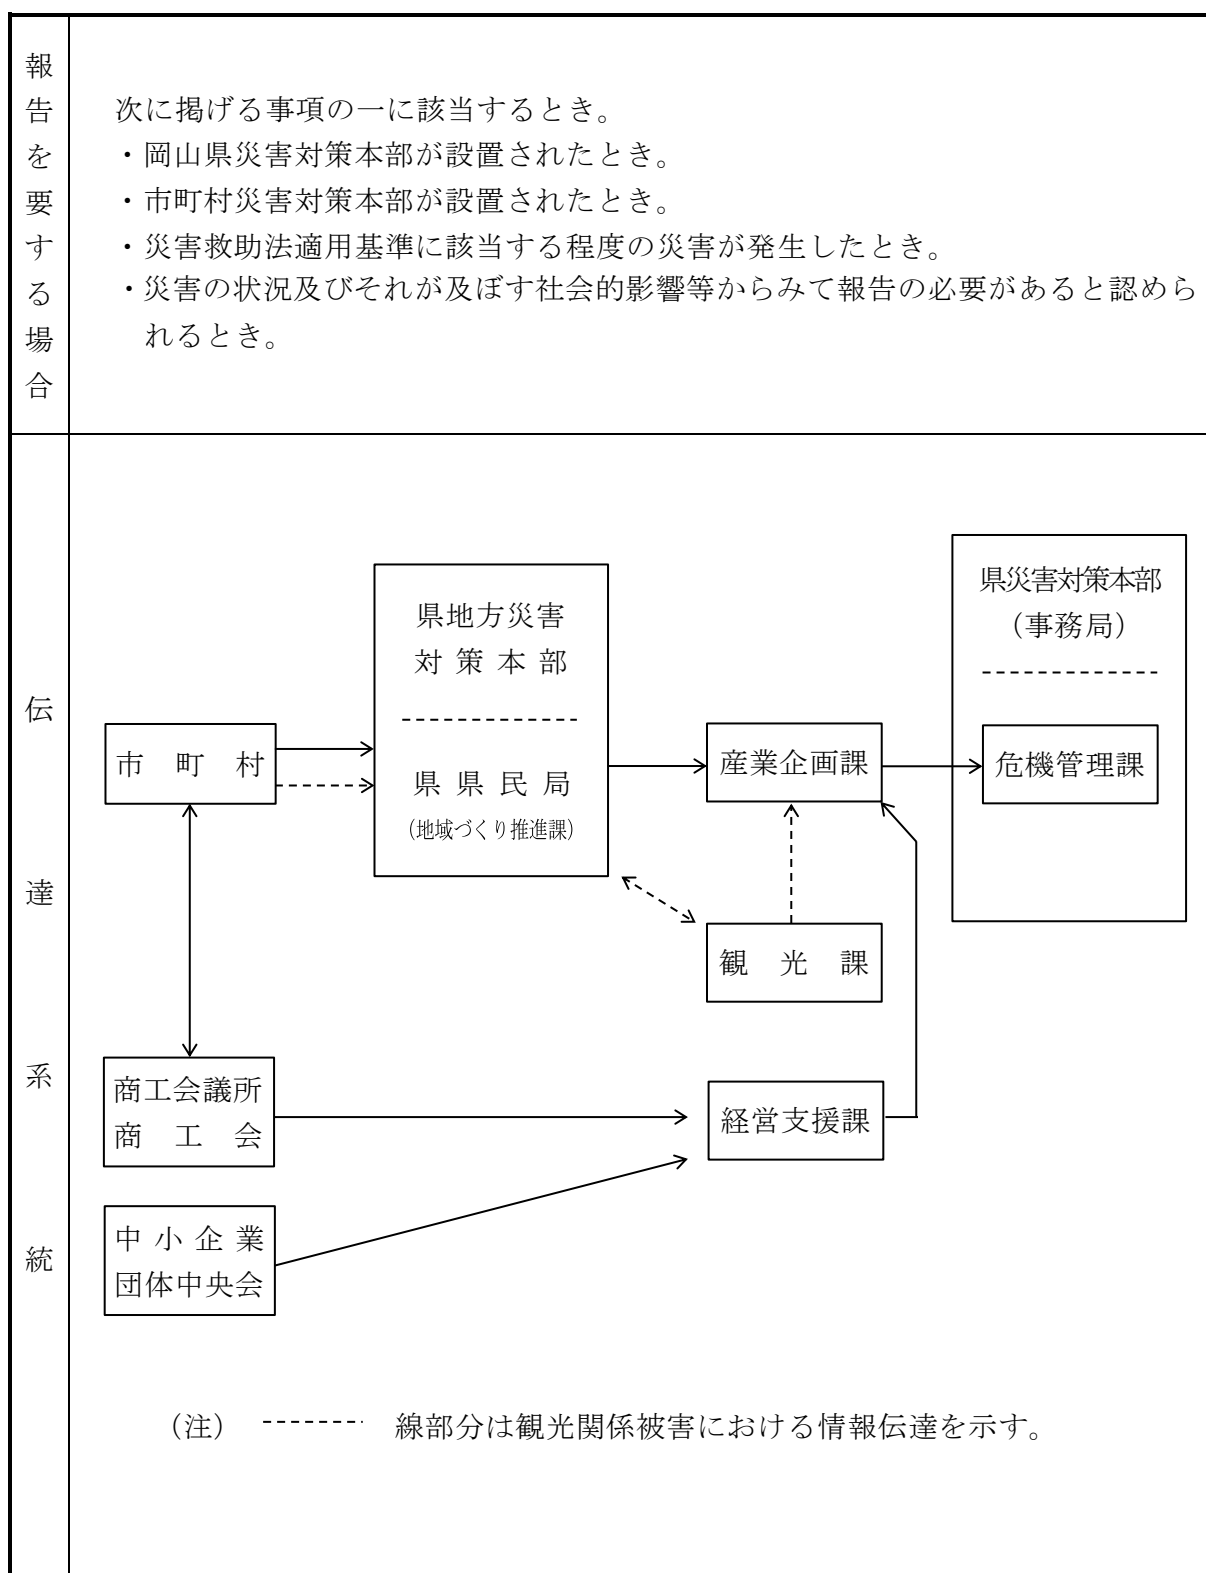 報告を要する場合
次に掲げる事項の一に該当するとき。
・岡山県災害対策本部が設置されたとき。
・市町村災害対策本部が設置されたとき。
・災害救助法適用基準に該当する程度の災害が発生したとき。
・災害の状況及びそれが及ぼす社会的影響等からみて報告の必要があると認めら
れるとき。
伝達系統
県地方災害
対策本部
県県民局
（地域づくり推進課）
県災害対策本部
（事務局）
市町村
産業企画課
危機管理課
観光課
商工会議所
商工会
経営支援課
中小企業
団体中央会
（注） 線部分は観光関係被害における情報伝達を示す。